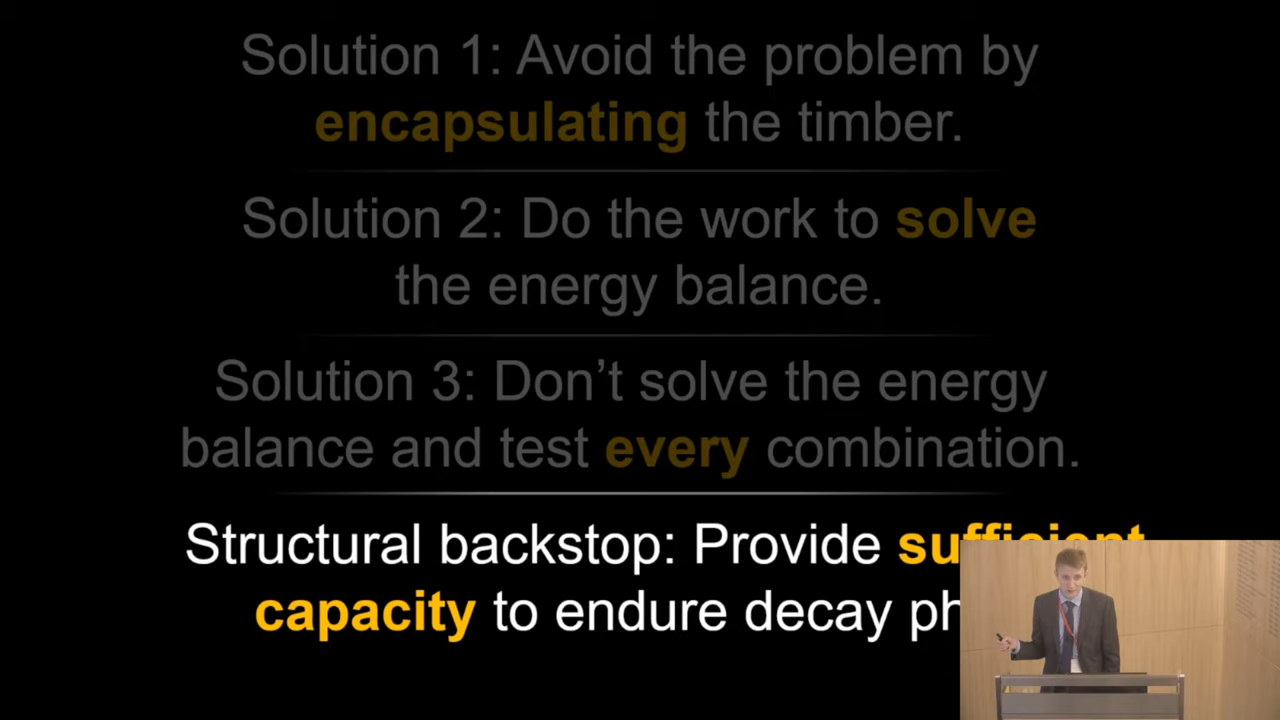 Solution 1: Avoid the problem by
encapsulating the timber.
Solution 2: Do the work to solve
the energy balance.
Solution 3: Don’t solve the energy
balance and test every combination.
Structural backstop: Provide sufficient
capacity to endure decay